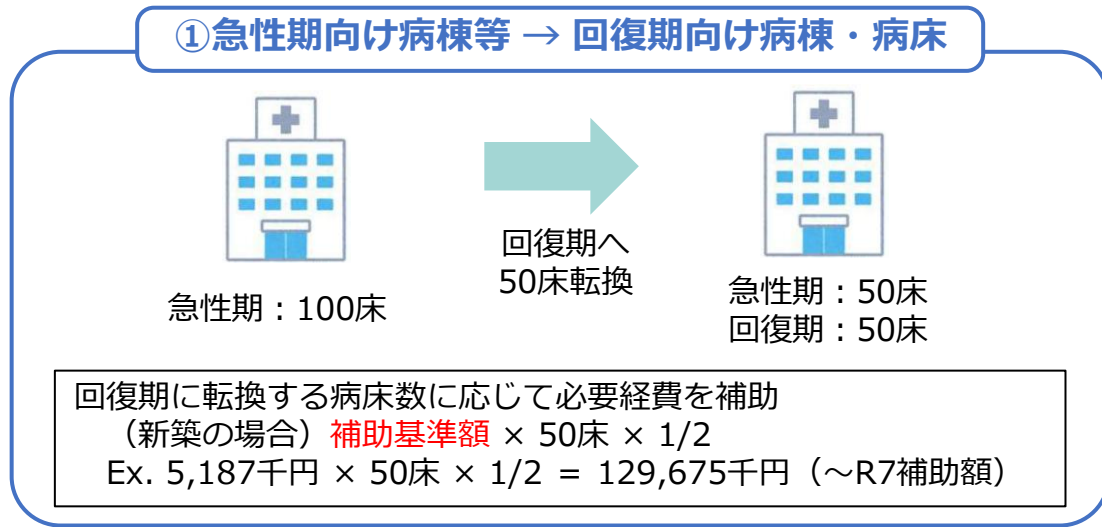 ①急性期向け病棟等 → 回復期向け病棟・病床
回復期へ
50床転換
急性期：100床
急性期：50床
回復期：50床
回復期に転換する病床数に応じて必要経費を補助
（新築の場合）補助基準額 × 50床 × 1/2
Ex. 5,187千円 × 50床 × 1/2 = 129,675千円（～R7補助額）